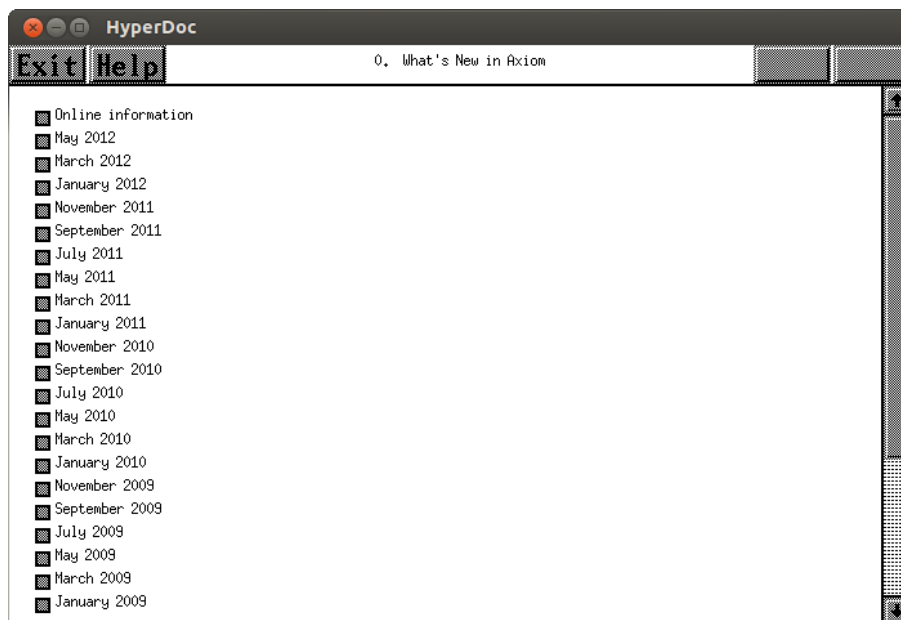 HyperDoc
Exit Help 0. What's New in Axiom
Online information
May 2012
March 2012
January 2012
November 2011
September 2011
July 2011
May 2011
March 2011
January 2011
November 2010
September 2010
July 2010
May 2010
March 2010
January 2010
November 2009
September 2009
July 2009
May 2009
March 2009
January 2009